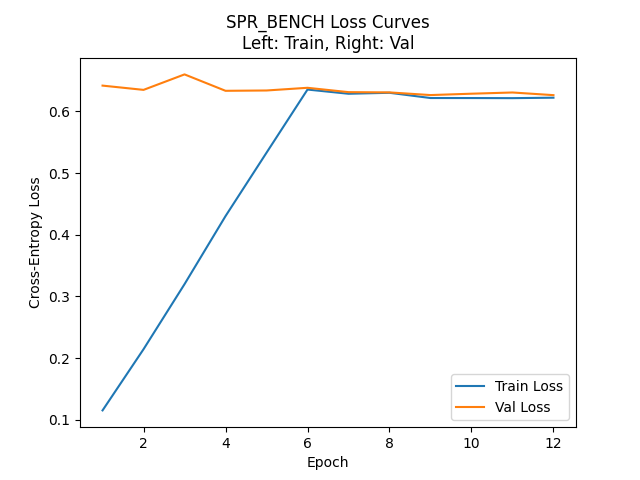 SPR_BENCH Loss Curves
Left: Train, Right: Val
Cross-Entropy Loss
0.6
0.5
0.4
0.3
0.2
0.1
Train Loss
Val Loss
2
4
6
8
10
12
Epoch